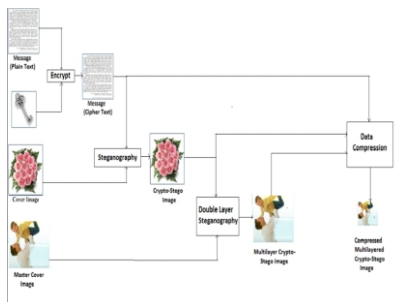 Message
(Plain Text)
Encrypt
Message
(Cipher Text)
Steganography
Data
Compression
Cover Image
Crypto-Stego
Image
Double Layer
Steganography
Master Cover
Image
Multilayer Crypto-
Stego Image
Compressed
Multilayered
Crypto-Stego
Image